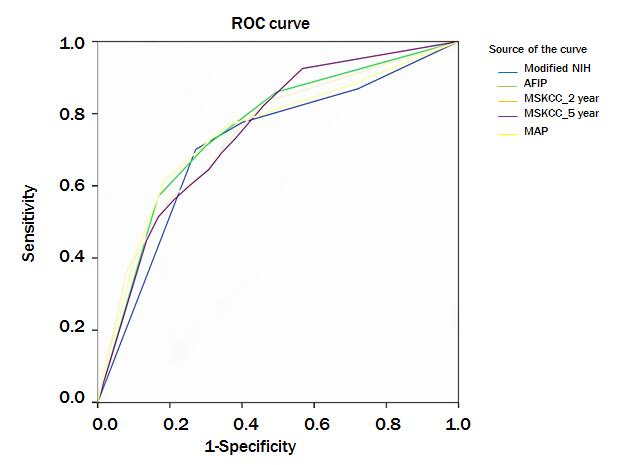 ROC curve
Source of the curve
Modified NIH
AFIP
MSKCC_2 year
MSKCC_5 year
MAP
1.0
0.8
0.6
0.4
0.2
0.0
Sensitivity
0.0 0.2 0.4 0.6 0.8 1.0
1-Specificity